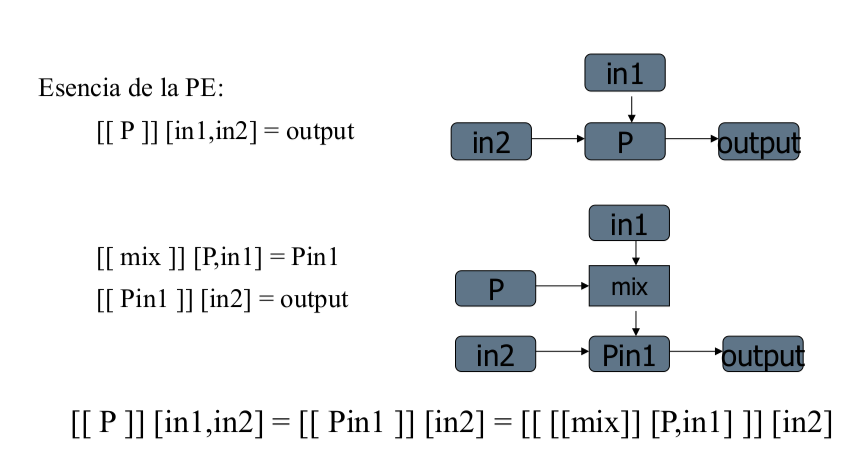 Esencia de la PE:
[[ P ]] [in1,in2] = output
in1
in2
P
output
[[ mix ]] [P,in1] = Pin1
[[ Pin1 ]] [in2] = output
in1
P
mix
in2
Pin1
output
[[ P ]] [in1,in2] = [[ Pin1 ]] [in2] = [[ [[mix]] [P,in1] ]] [in2]